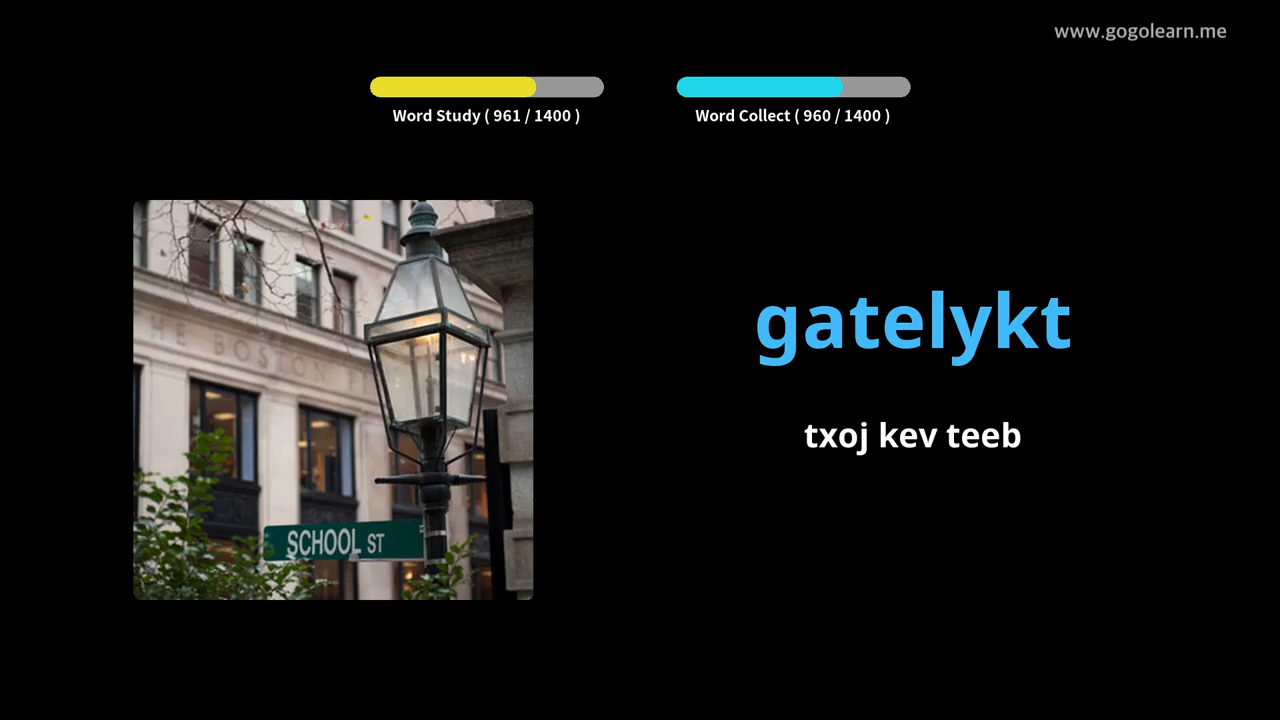 www.gogolearn.me
Word Study ( 961 / 1400 )
Word Collect ( 960 / 1400 )
HE BOSTON
gatelykt
txoj kev teeb
SCHOOL ST